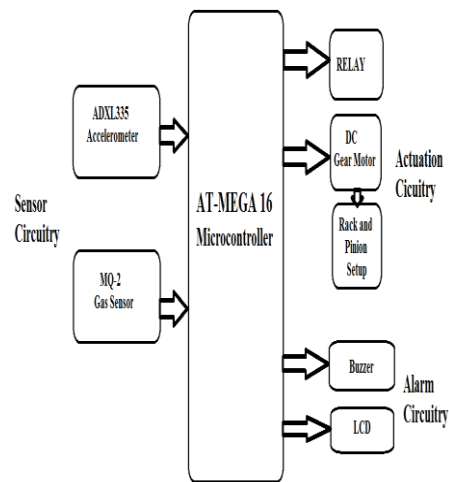 Sensor
Circuitry
ADXL335
Accelerometer
MQ-2
Gas Sensor
AT-MEGA 16
Microcontroller
RELAY
DC
Gear Motor
Rack and
Pinion
Setup
Actuation
Cicuitry
Buzzer
LCD
Alarm
Circuitry